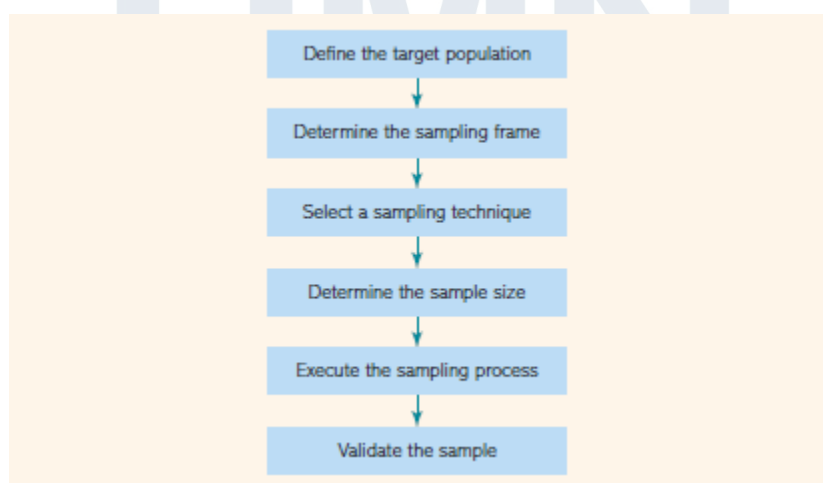 Define the target population
Determine the sampling frame
Select a sampling technique
Determine the sample size
Execute the sampling process
Validate the sample